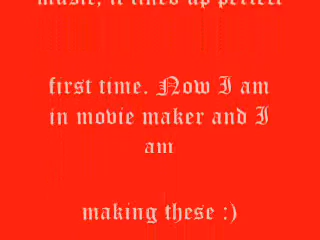 music, it lined up perfect
first time. Now I am
in movie maker and I
am
making these :)